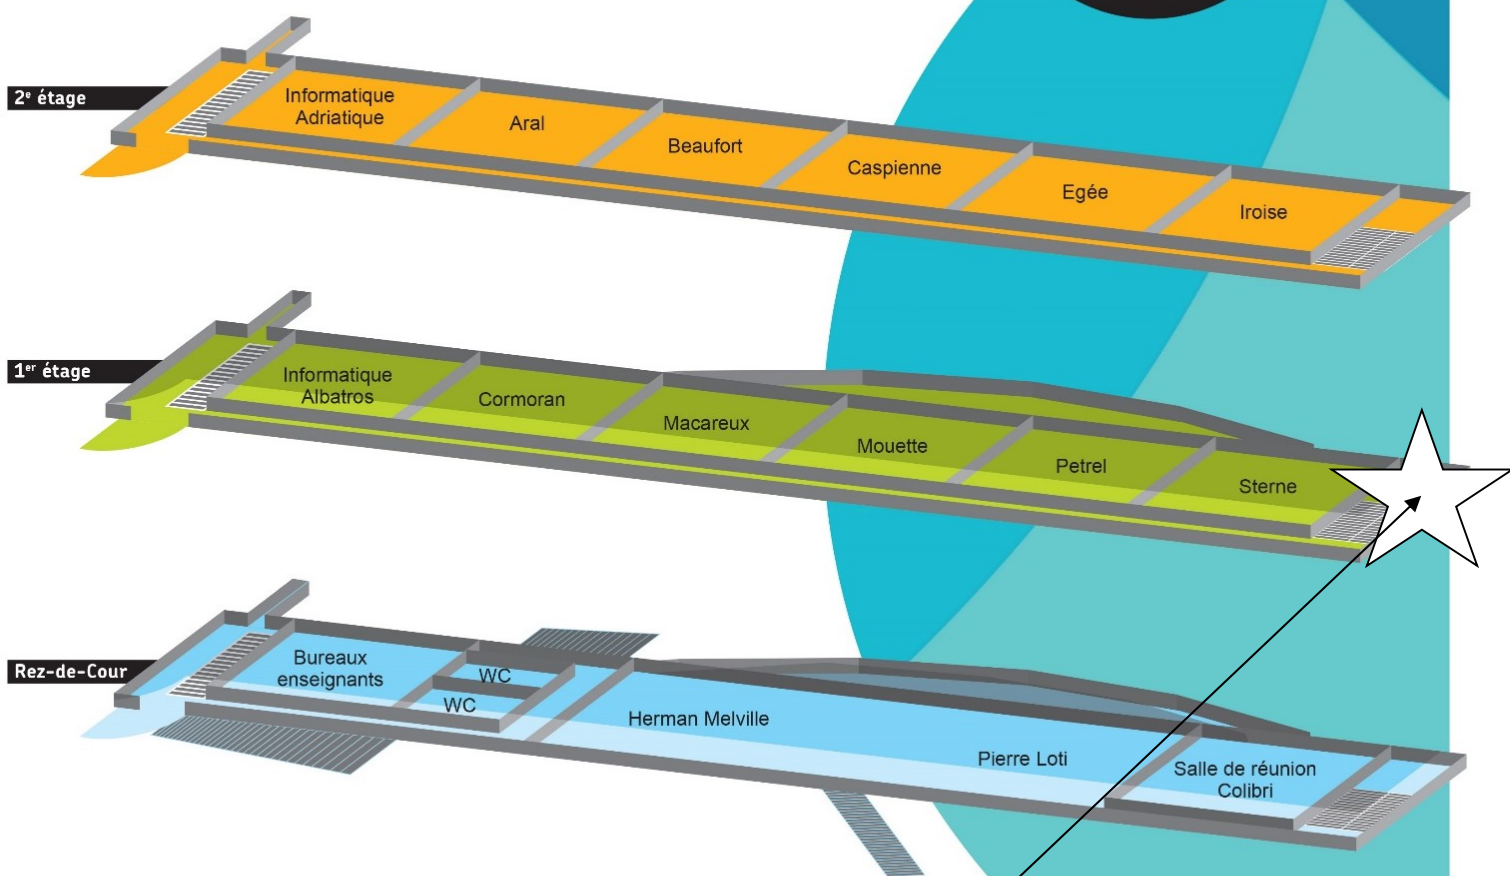 2e étage
Informatique
Adriatique
Aral
Beaufort
Caspienne
Egée
Iroise
1er étage
Informatique
Albatros
Cormoran
Macareux
Mouette
Petrel
Sterne
Rez-de-Cour
Bureaux
enseignants
WC
WC
Herman Melville
Pierre Loti
Salle de réunion
Colibri